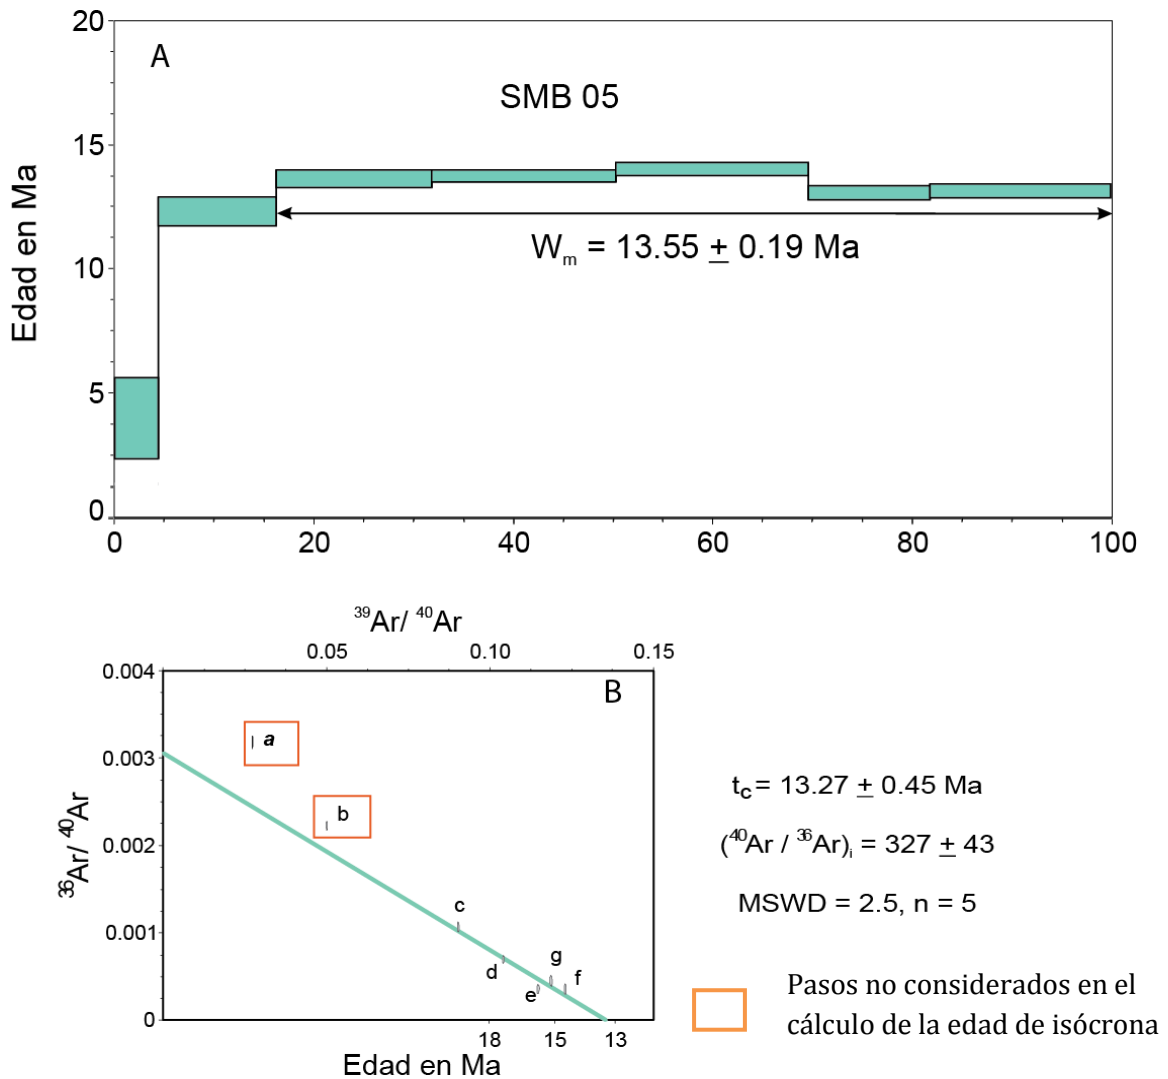 20
A
SMB 05
15
Edad en Ma
10
Wm = 13.55 ± 0.19 Ma
5
0
0 20 40 60 80 100
³⁹Ar/ ⁴⁰Ar
0.05 0.10 0.15
0.004
B
a
0.003
b
0.002
³⁶Ar/ ⁴⁰Ar
c
0.001
d
g
e
f
0
18 15 13
Edad en Ma
tc= 13.27 ± 0.45 Ma
(⁴⁰Ar / ³⁶Ar)i = 327 ± 43
MSWD = 2.5, n = 5
Pasos no considerados en el
cálculo de la edad de isócrona